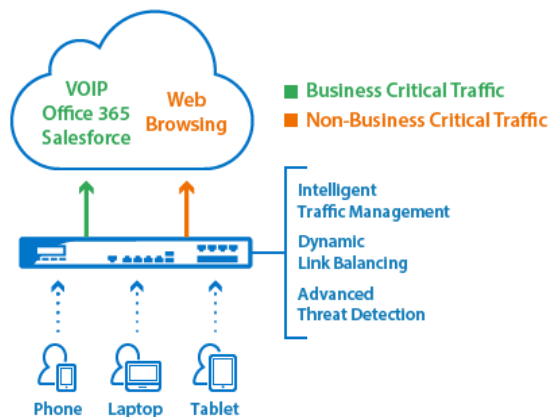 VOIP
Office 365
Salesforce
Web
Browsing
Business Critical Traffic
Non-Business Critical Traffic
Intelligent
Traffic Management
Dynamic
Link Balancing
Advanced
Threat Detection
Phone
Laptop
Tablet